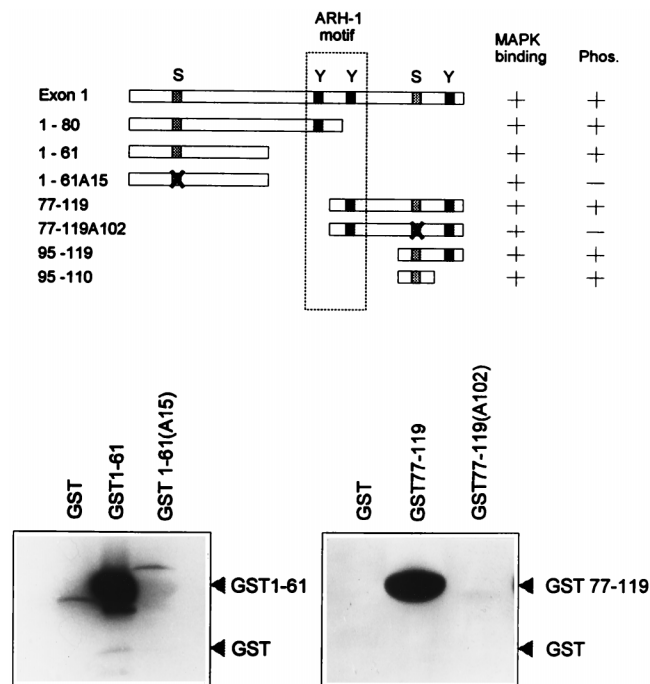 ARH-1
motif
MAPK
binding
Phos.
S Y Y S Y
Exon 1 + +
1 - 80 + +
1 - 61 + +
1 - 61A15 + —
77-119 + +
77-119A102 + —
95 -119 + +
95 -110 + +
GST
GST1-61
GST 1-61(A15)
GST
GST77-119
GST77-119(A102)
GST1-61
GST
GST 77-119
GST